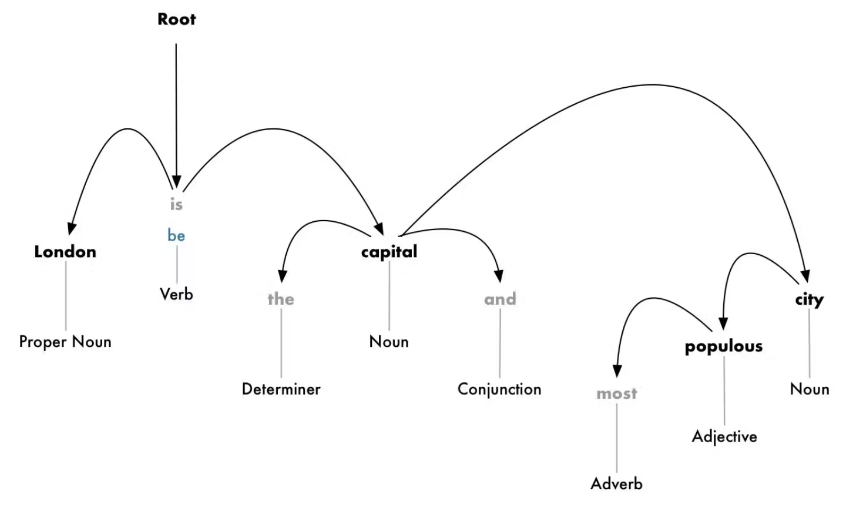 Root
is
be
London
capital
the
and
city
Verb
Proper Noun
Noun
populous
Determiner
Conjunction
most
Noun
Adjective
Adverb